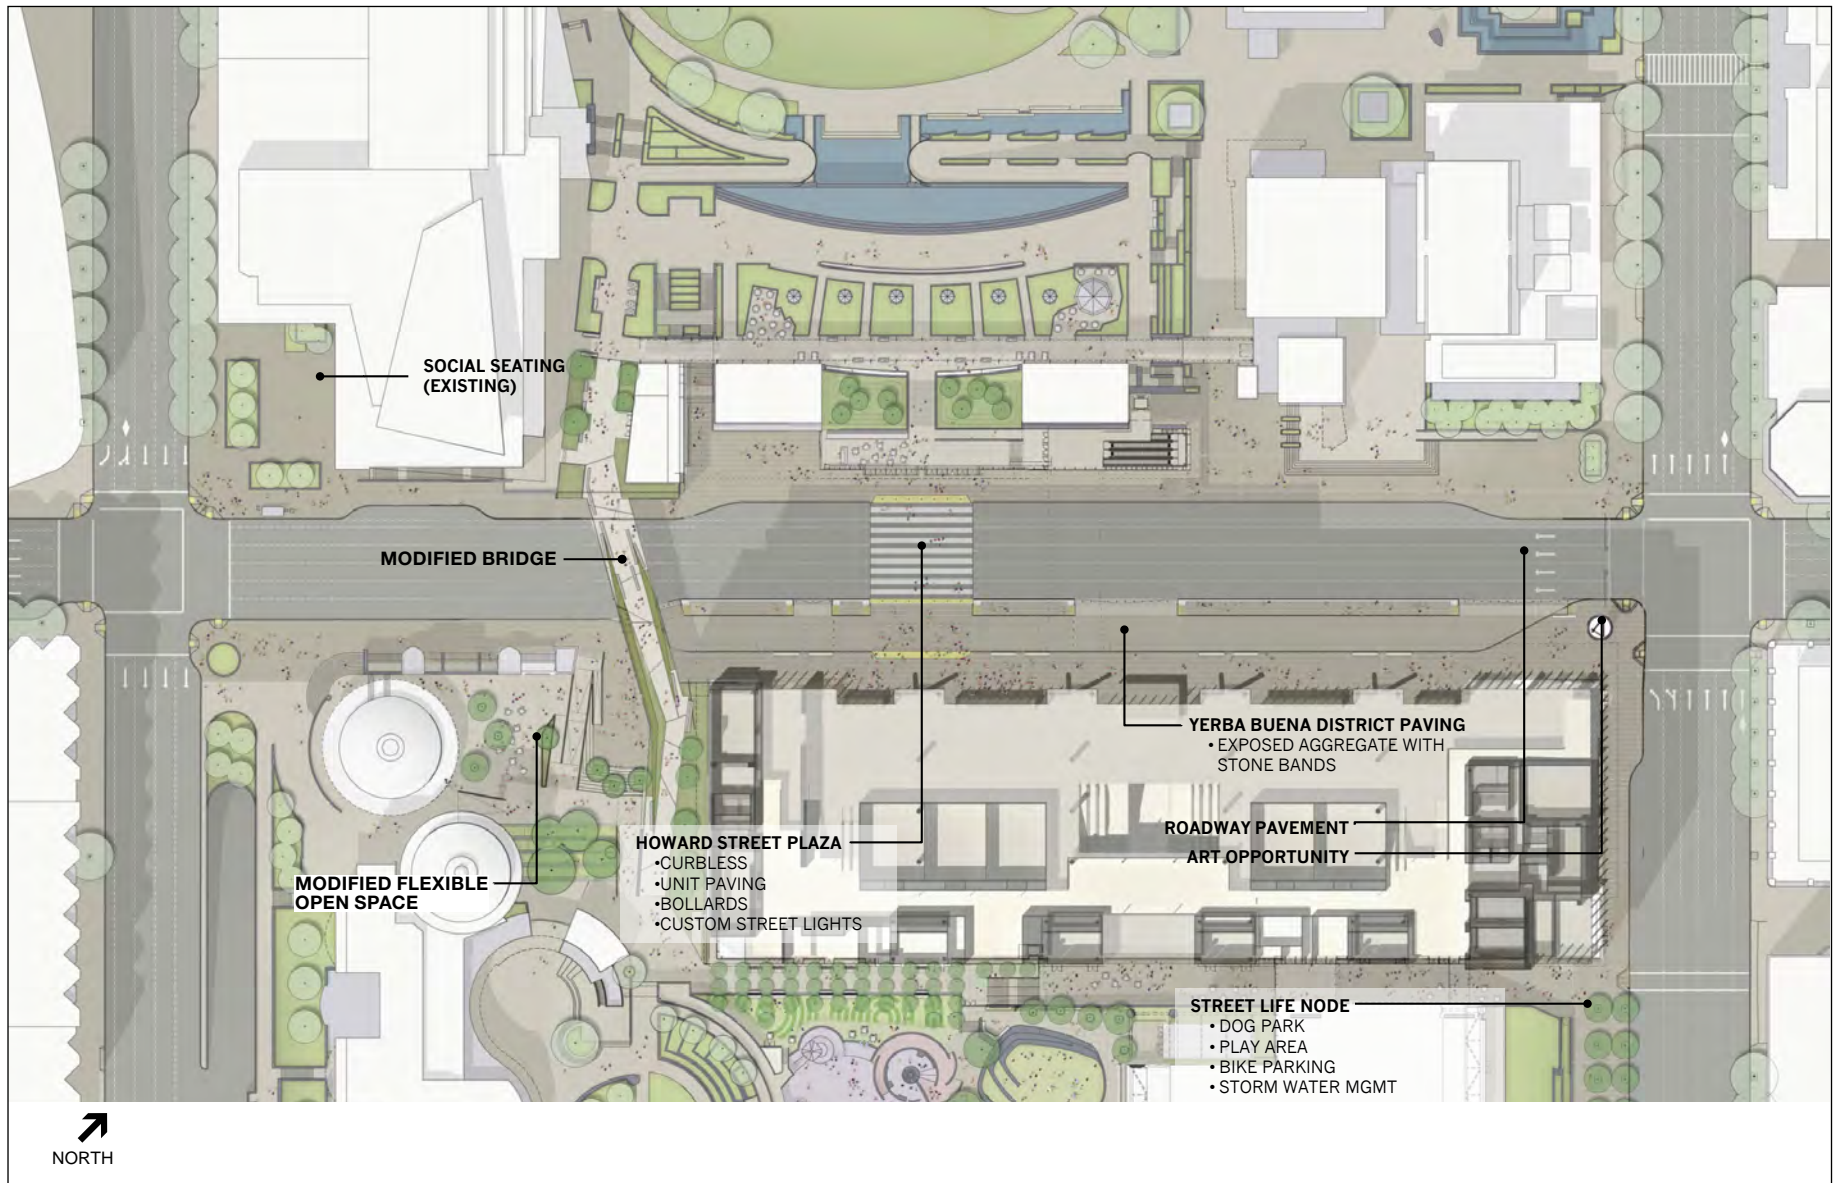 SOCIAL SEATING
(EXISTING)
MODIFIED BRIDGE
YERBA BUENA DISTRICT PAVING
• EXPOSED AGGREGATE WITH
STONE BANDS
ROADWAY PAVEMENT
ART OPPORTUNITY
HOWARD STREET PLAZA
•CURBLESS
•UNIT PAVING
•BOLLARDS
•CUSTOM STREET LIGHTS
MODIFIED FLEXIBLE
OPEN SPACE
STREET LIFE NODE
• DOG PARK
• PLAY AREA
• BIKE PARKING
• STORM WATER MGMT
NORTH